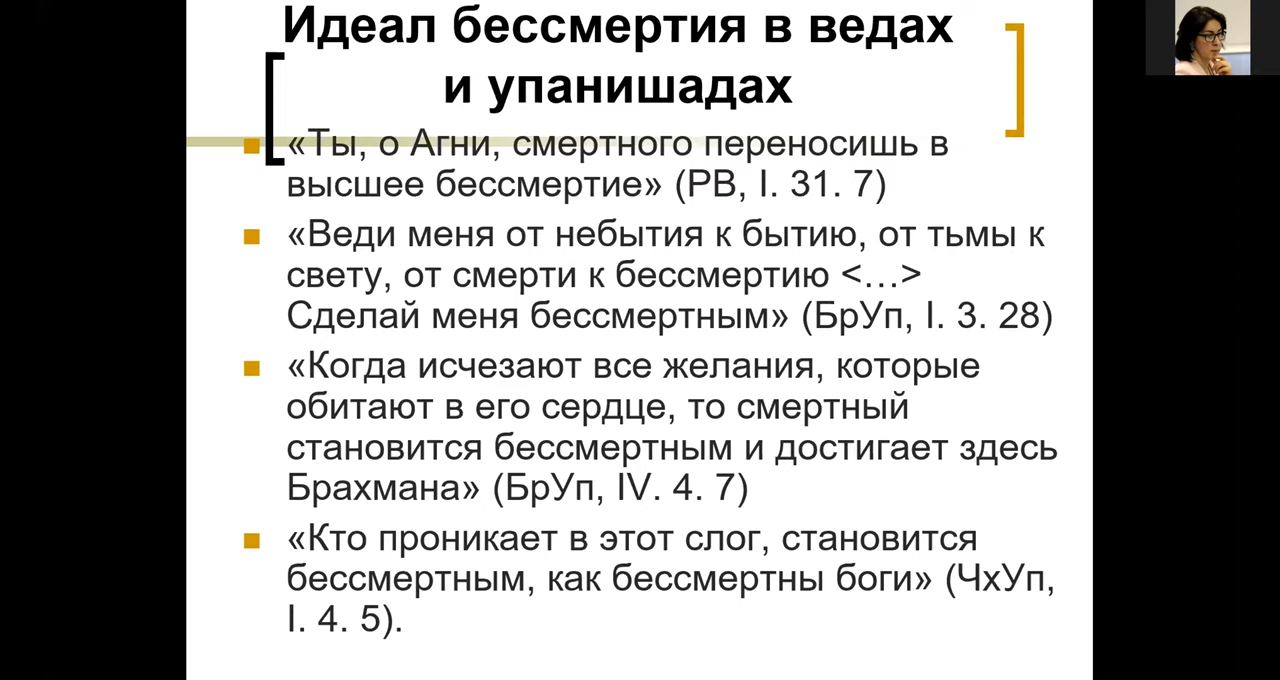 Идеал бессмертия в ведах
и упанишадах
«Ты, о Агни, смертного переносишь в
высшее бессмертие» (РВ, I. 31. 7)
«Веди меня от небытия к бытию, от тьмы к
свету, от смерти к бессмертию <…>
Сделай меня бессмертным» (БрУп, I. 3. 28)
«Когда исчезают все желания, которые
обитают в его сердце, то смертный
становится бессмертным и достигает здесь
Брахмана» (БрУп, IV. 4. 7)
«Кто проникает в этот слог, становится
бессмертным, как бессмертны боги» (ЧхУп,
I. 4. 5).